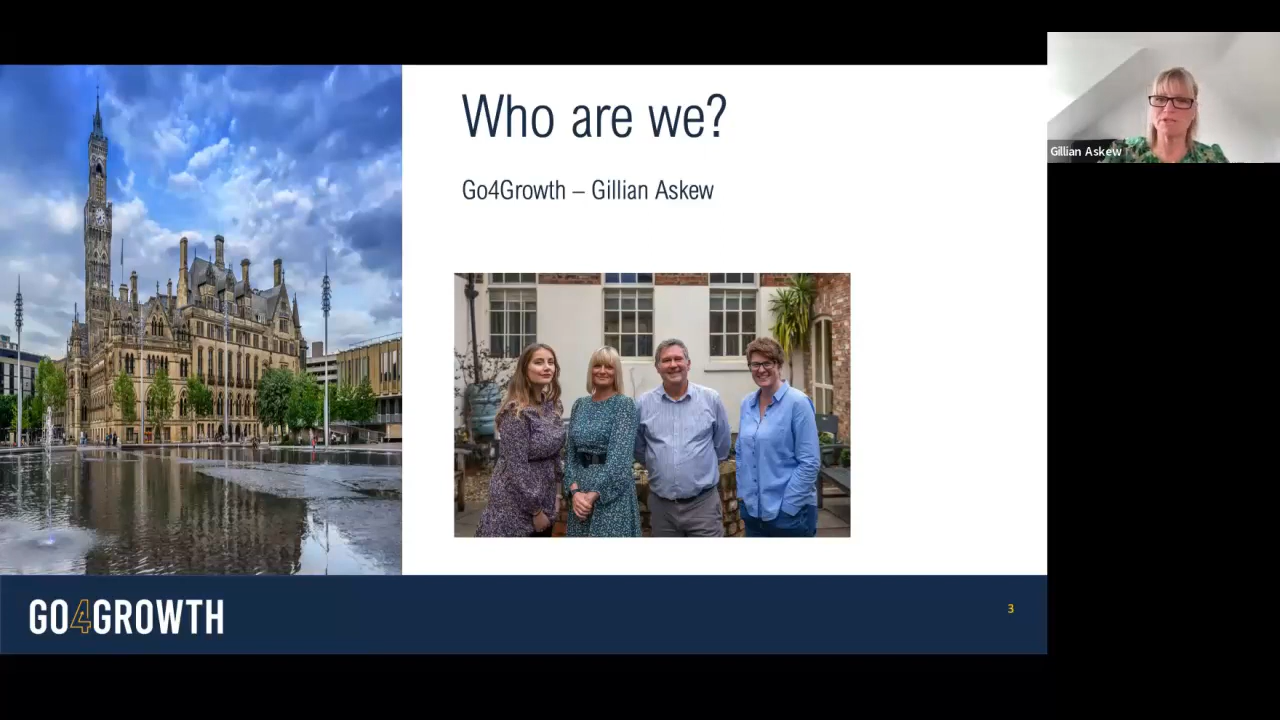 Who are we?
Go4Growth – Gillian Askew
Gillian Askew
GO4GROWTH
3